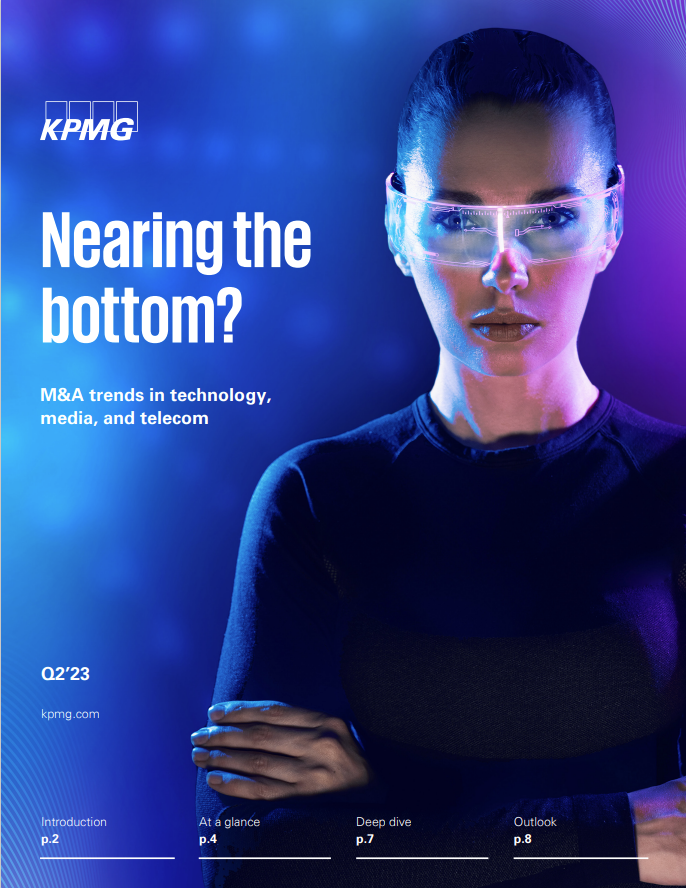 KPMG
Nearing the
bottom?
M&A trends in technology,
media, and telecom
Q2’23
kpmg.com
Introduction
p.2
At a glance
p.4
Deep dive
p.7
Outlook
p.8